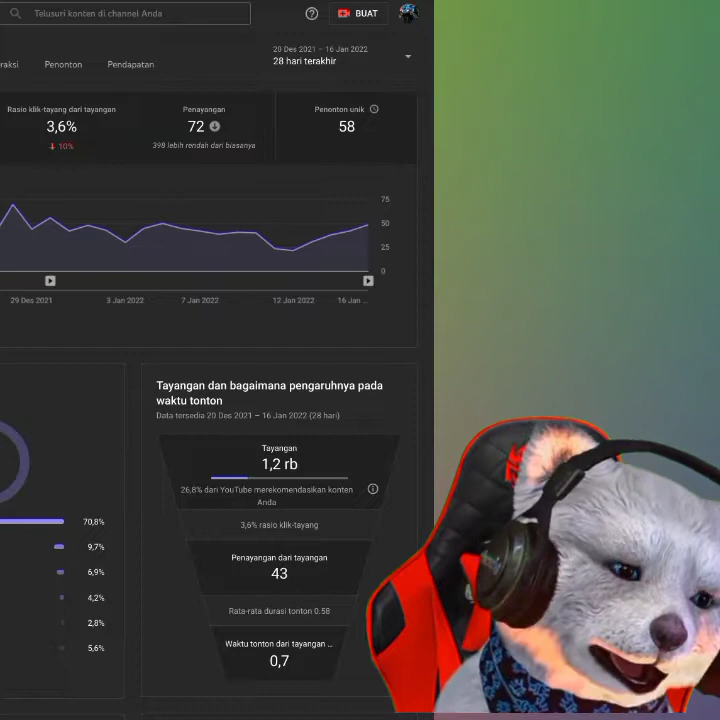 Telusuri konten di channel Anda
BUAT
20 Des 2021 – 16 Jan 2022
28 hari terakhir
raksi
Penonton
Pendapatan
Rasio klik-tayang dari tayangan
3,6%
10%
Penayangan
72
398 lebih rendah dari biasanya
Penonton unik
58
75
50
25
0
29 Des 2021
3 Jan 2022
7 Jan 2022
12 Jan 2022
16 Jan ...
Tayangan dan bagaimana pengaruhnya pada
waktu tonton
Data tersedia 20 Des 2021 – 16 Jan 2022 (28 hari)
Tayangan
1,2 rb
26,8% dari YouTube merekomendasikan konten
Anda
3,6% rasio klik-tayang
Penayangan dari tayangan
43
Rata-rata durasi tonton 0.58
Waktu tonton dari tayangan ...
0,7
70,8%
9,7%
6,9%
4,2%
2,8%
5,6%